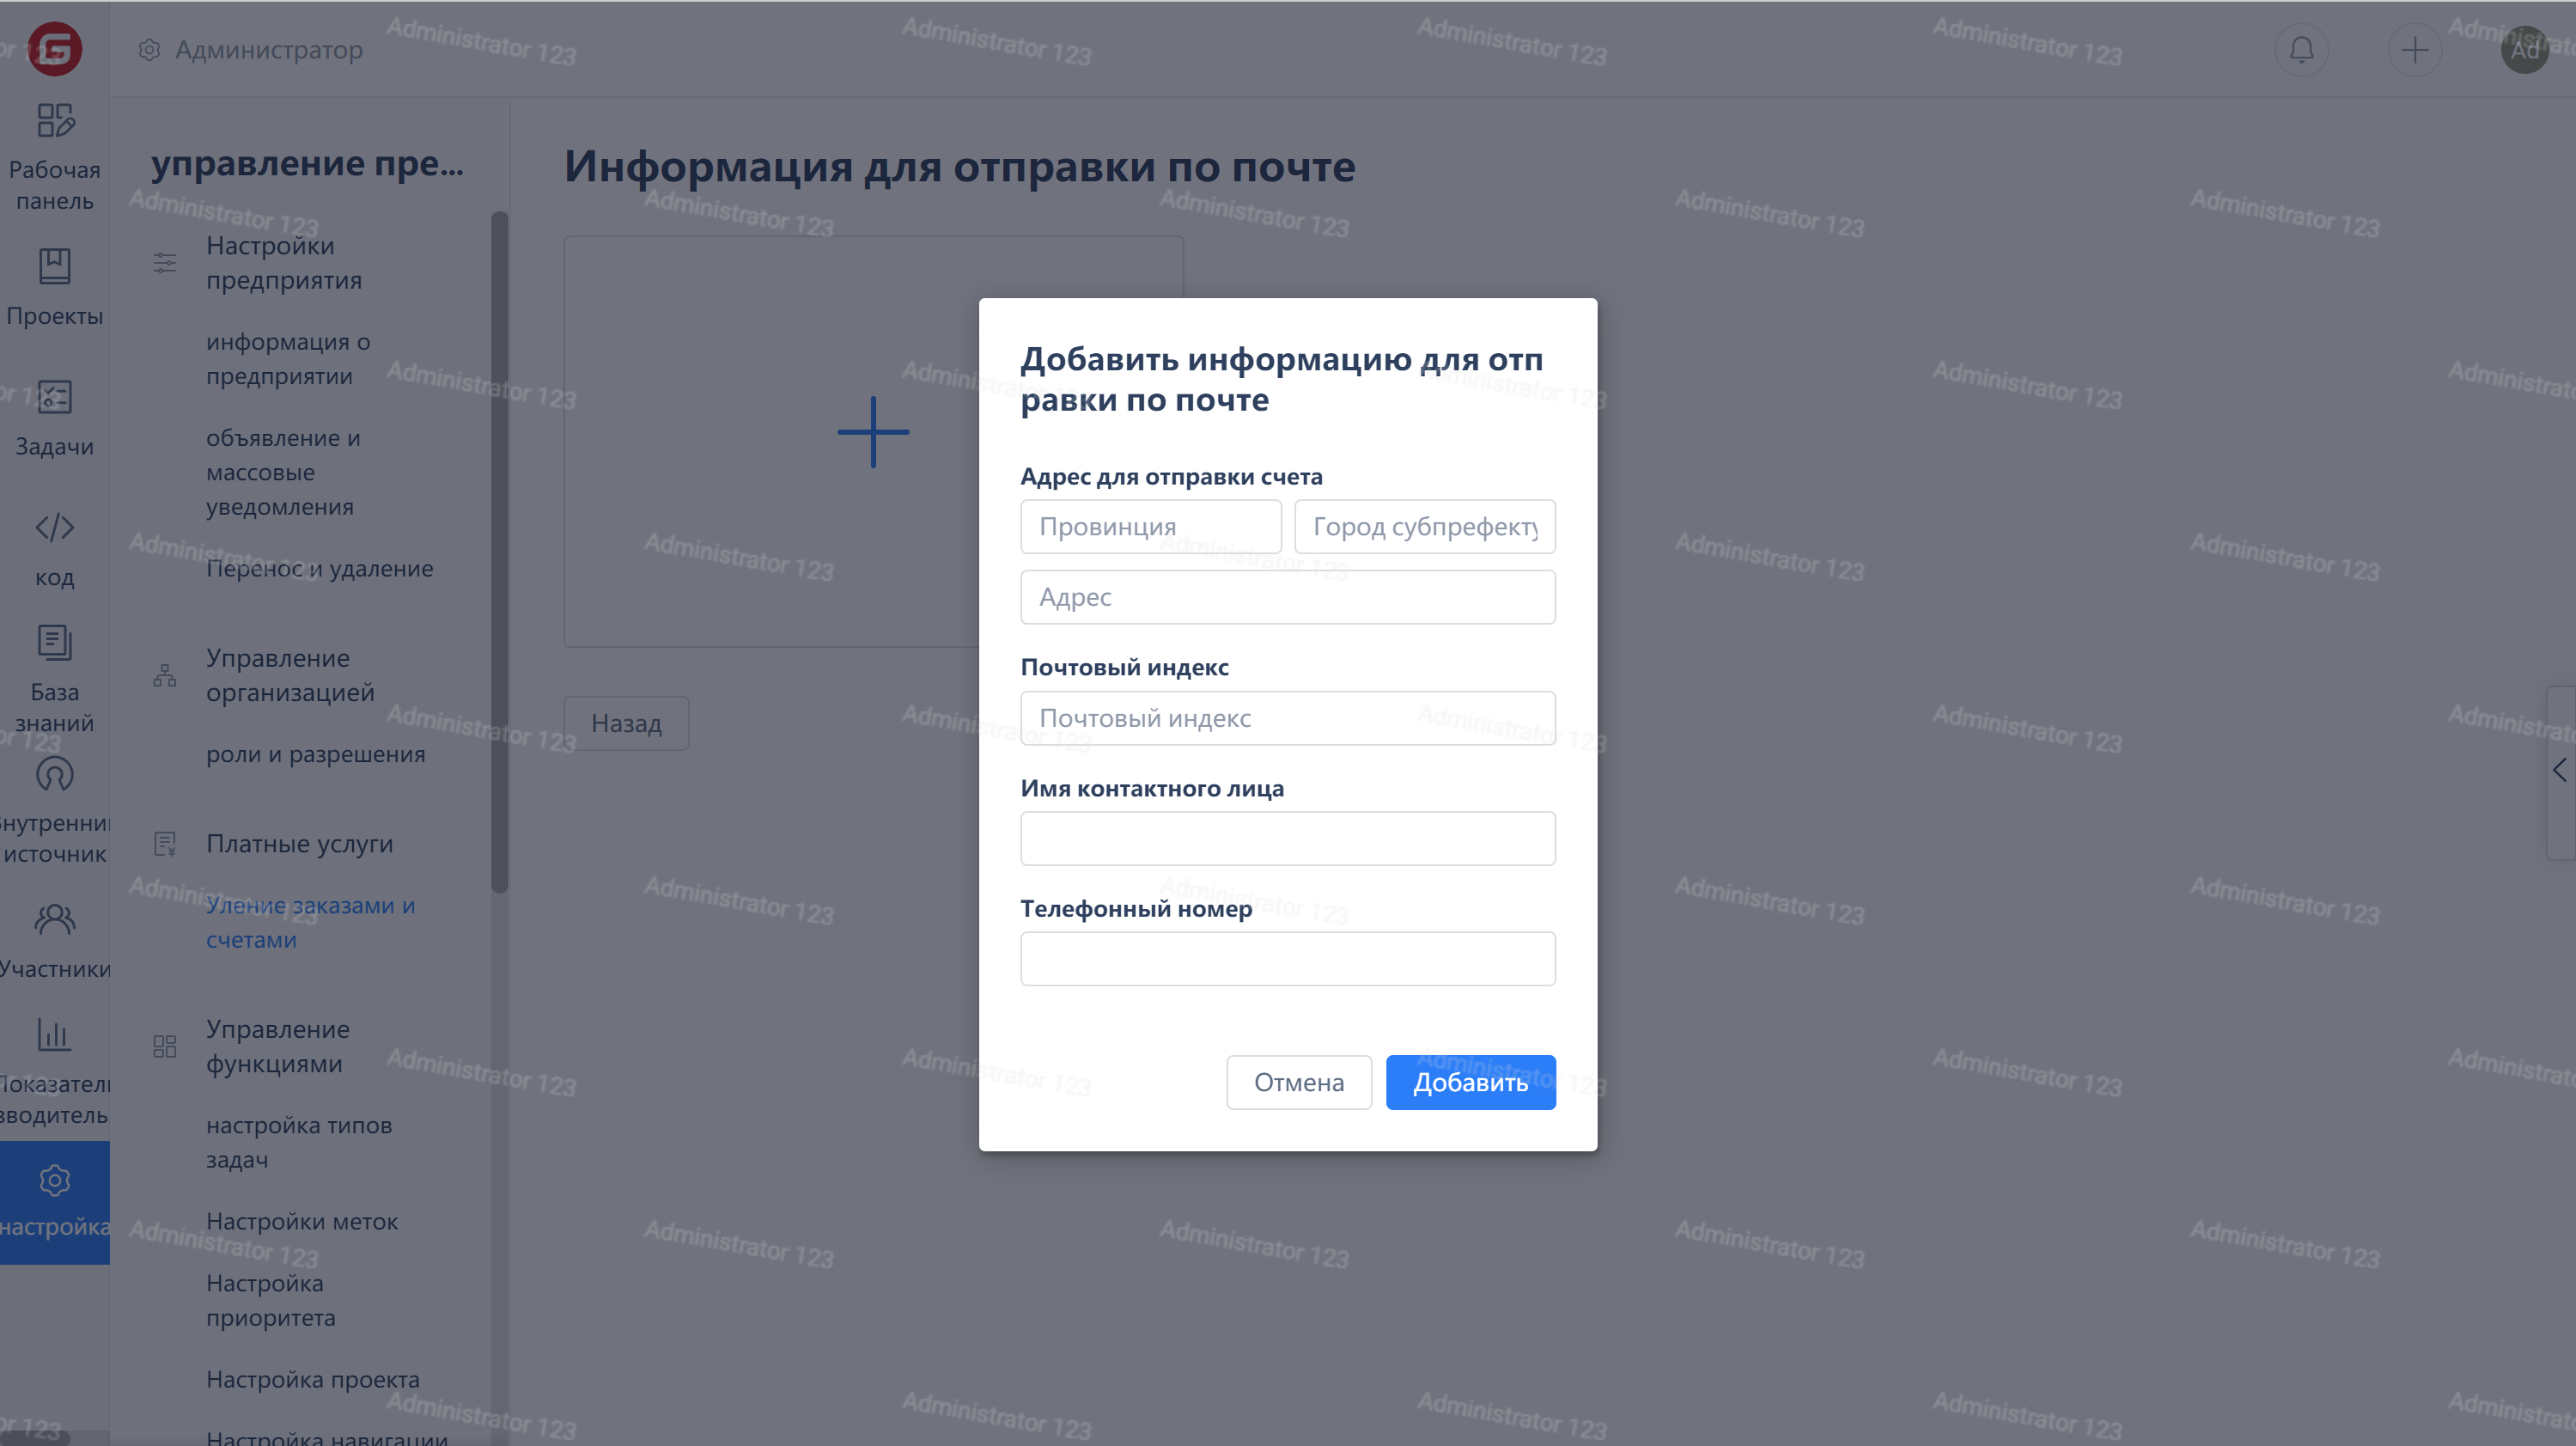 Администратор
Ad
Рабочая
панель
Проекты
Задачи
код
База
знаний
источник
Участники
настройка
управление пре...
Настройки
предприятия
информация о
предприятии
объявление и
массовые
уведомления
Перенос и удаление
Управление
организацией
роли и разрешения
Платные услуги
Уление заказами и
счетами
Управление
функциями
настройка типов
задач
Настройки меток
Настройка
приоритета
Настройка проекта
Настройка навигации
Информация для отправки по почте
Назад
Добавить информацию для отп
равки по почте
Адрес для отправки счета
Провинция
Город субпрефекту
Адрес
Почтовый индекс
Почтовый индекс
Имя контактного лица
Телефонный номер
Отмена
Добавить
Administrator 123